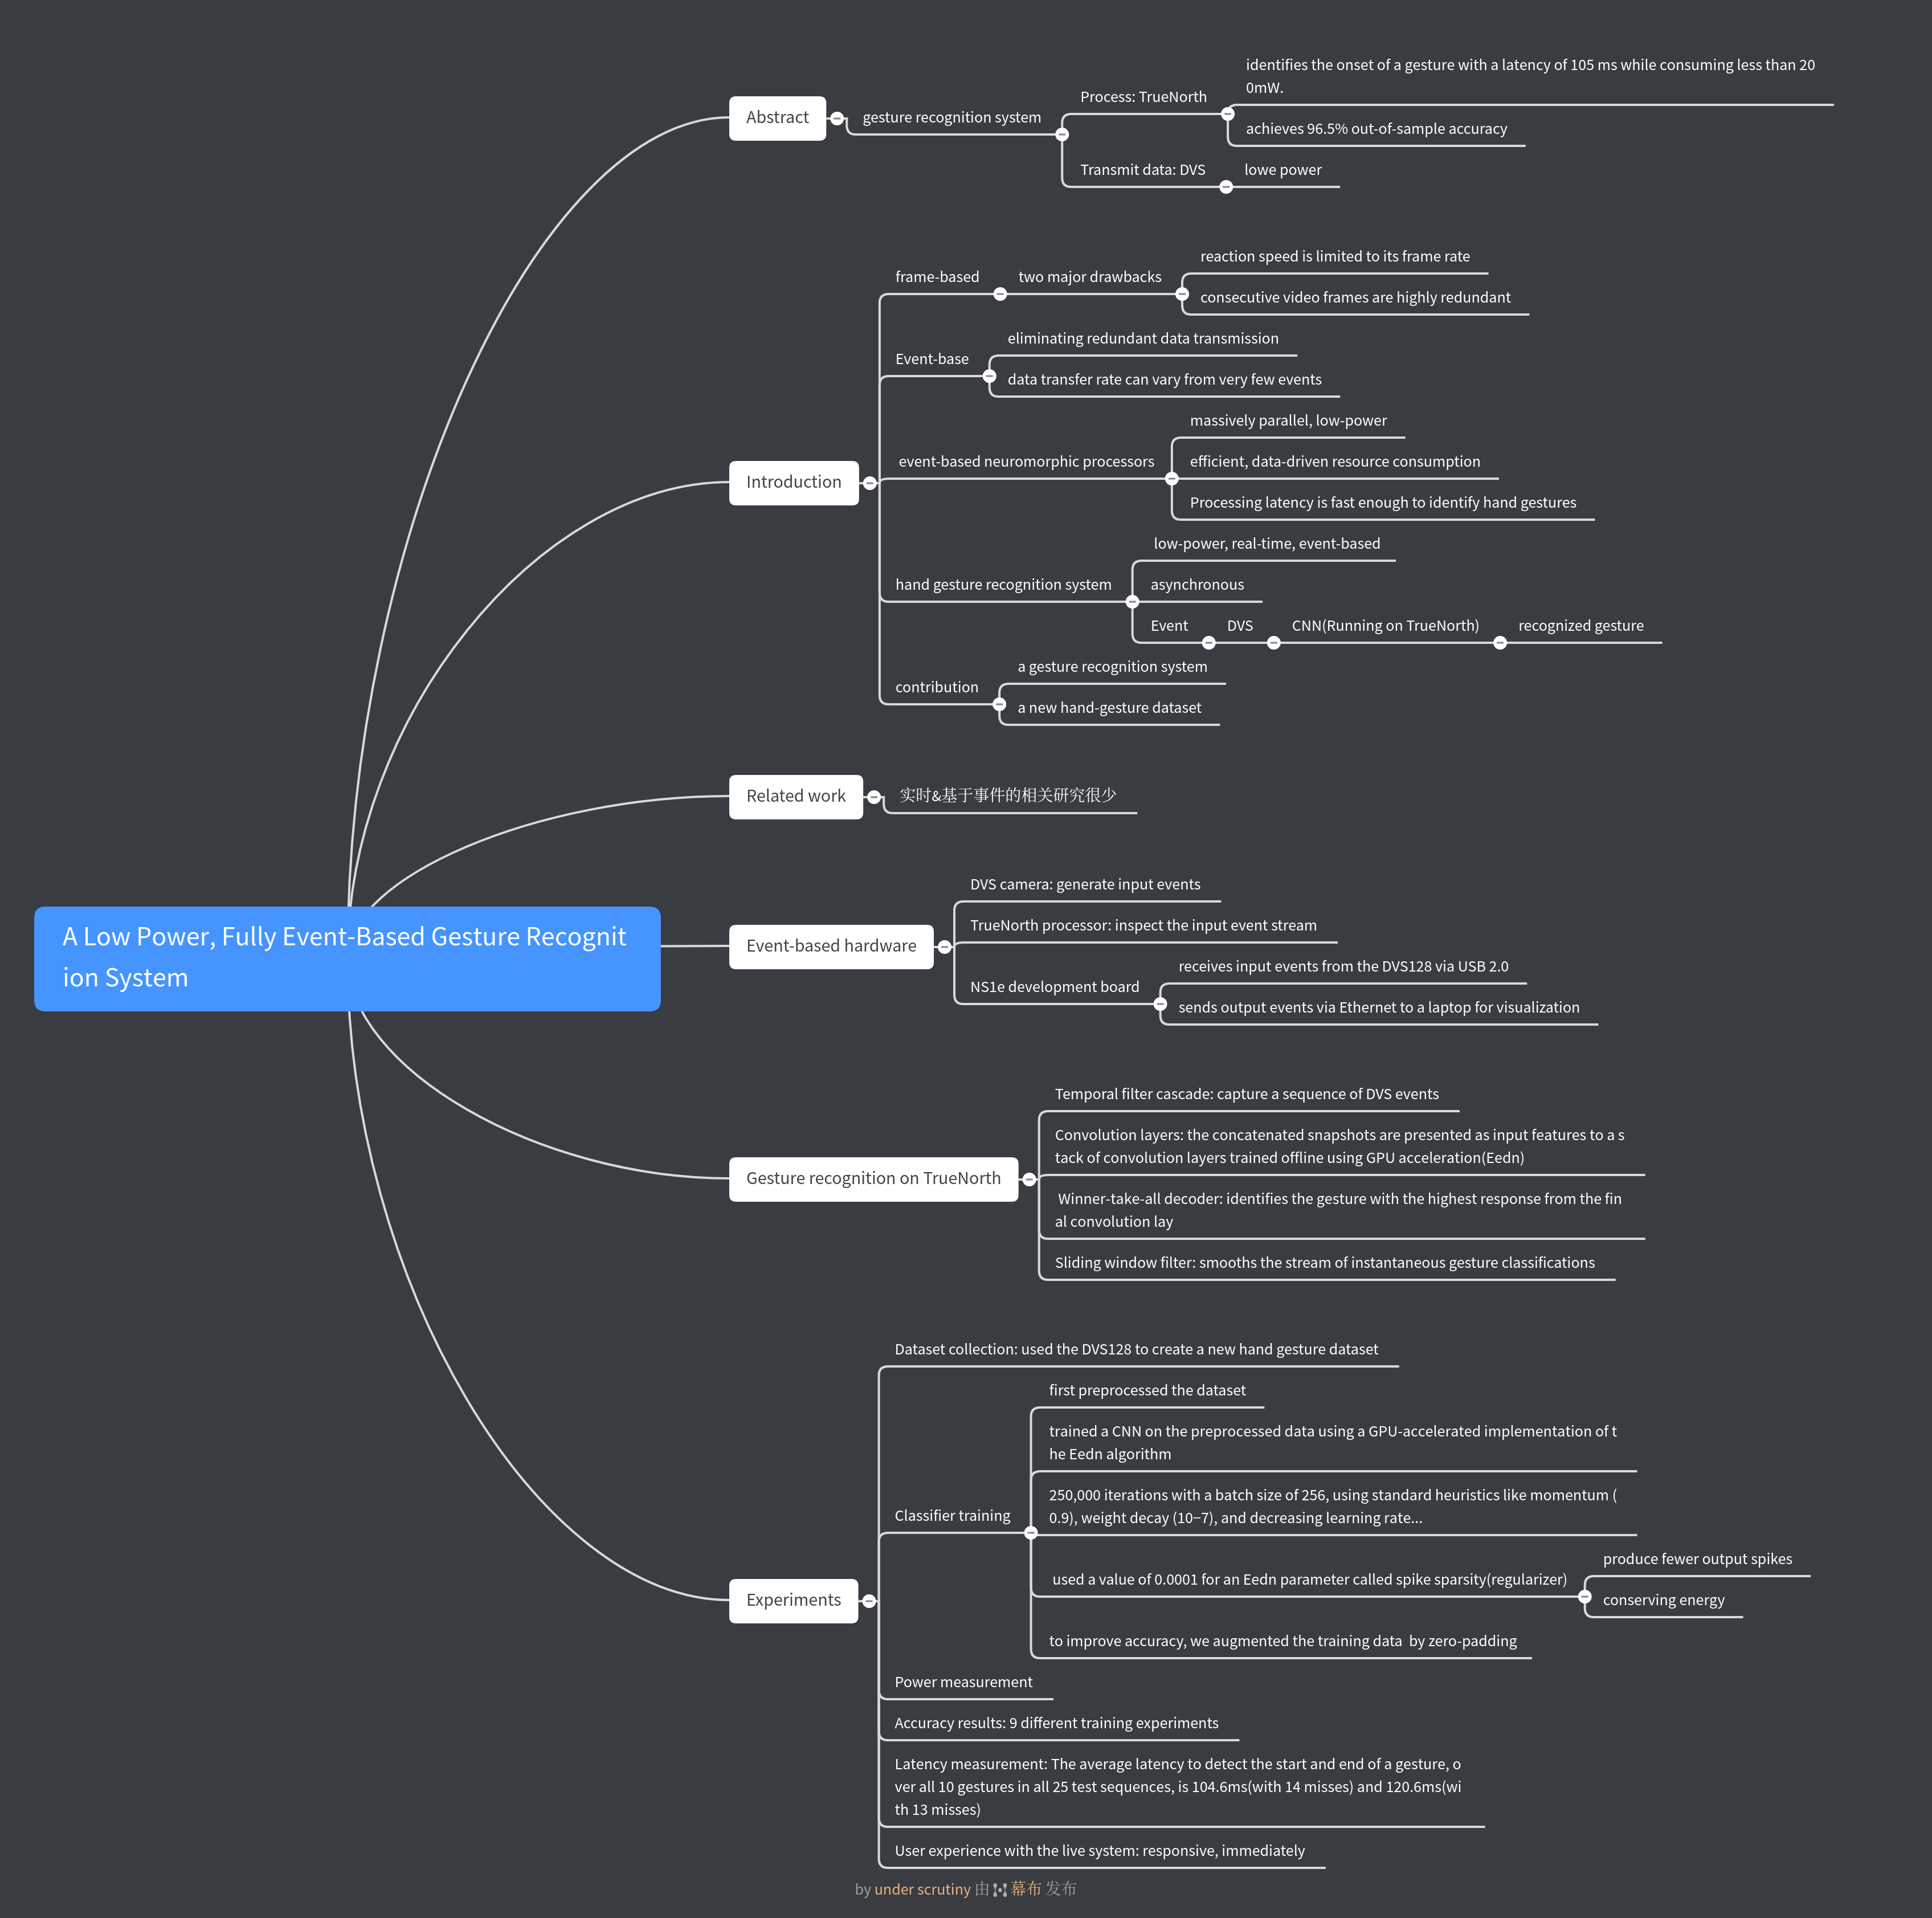 A Low Power, Fully Event-Based Gesture Recognit
ion System
Abstract
gesture recognition system
Process: TrueNorth
identifies the onset of a gesture with a latency of 105 ms while consuming less than 20
0mW.
achieves 96.5% out-of-sample accuracy
Transmit data: DVS
lowe power
Introduction
frame-based
two major drawbacks
reaction speed is limited to its frame rate
consecutive video frames are highly redundant
Event-base
eliminating redundant data transmission
data transfer rate can vary from very few events
event-based neuromorphic processors
massively parallel, low-power
efficient, data-driven resource consumption
Processing latency is fast enough to identify hand gestures
hand gesture recognition system
low-power, real-time, event-based
asynchronous
Event
DVS
CNN(Running on TrueNorth)
recognized gesture
contribution
a gesture recognition system
a new hand-gesture dataset
Related work
实时&基于事件的相关研究很少
Event-based hardware
DVS camera: generate input events
TrueNorth processor: inspect the input event stream
NS1e development board
receives input events from the DVS128 via USB 2.0
sends output events via Ethernet to a laptop for visualization
Gesture recognition on TrueNorth
Temporal filter cascade: capture a sequence of DVS events
Convolution layers: the concatenated snapshots are presented as input features to a s
tack of convolution layers trained offline using GPU acceleration(Eedn)
Winner-take-all decoder: identifies the gesture with the highest response from the fin
al convolution lay
Sliding window filter: smooths the stream of instantaneous gesture classifications
Experiments
Dataset collection: used the DVS128 to create a new hand gesture dataset
Classifier training
first preprocessed the dataset
trained a CNN on the preprocessed data using a GPU-accelerated implementation of t
he Eedn algorithm
250,000 iterations with a batch size of 256, using standard heuristics like momentum (
0.9), weight decay (10−7), and decreasing learning rate...
used a value of 0.0001 for an Eedn parameter called spike sparsity(regularizer)
produce fewer output spikes
conserving energy
to improve accuracy, we augmented the training data  by zero-padding
Power measurement
Accuracy results: 9 different training experiments
Latency measurement: The average latency to detect the start and end of a gesture, o
ver all 10 gestures in all 25 test sequences, is 104.6ms(with 14 misses) and 120.6ms(wi
th 13 misses)
User experience with the live system: responsive, immediately
by under scrutiny 由 幕布 发布